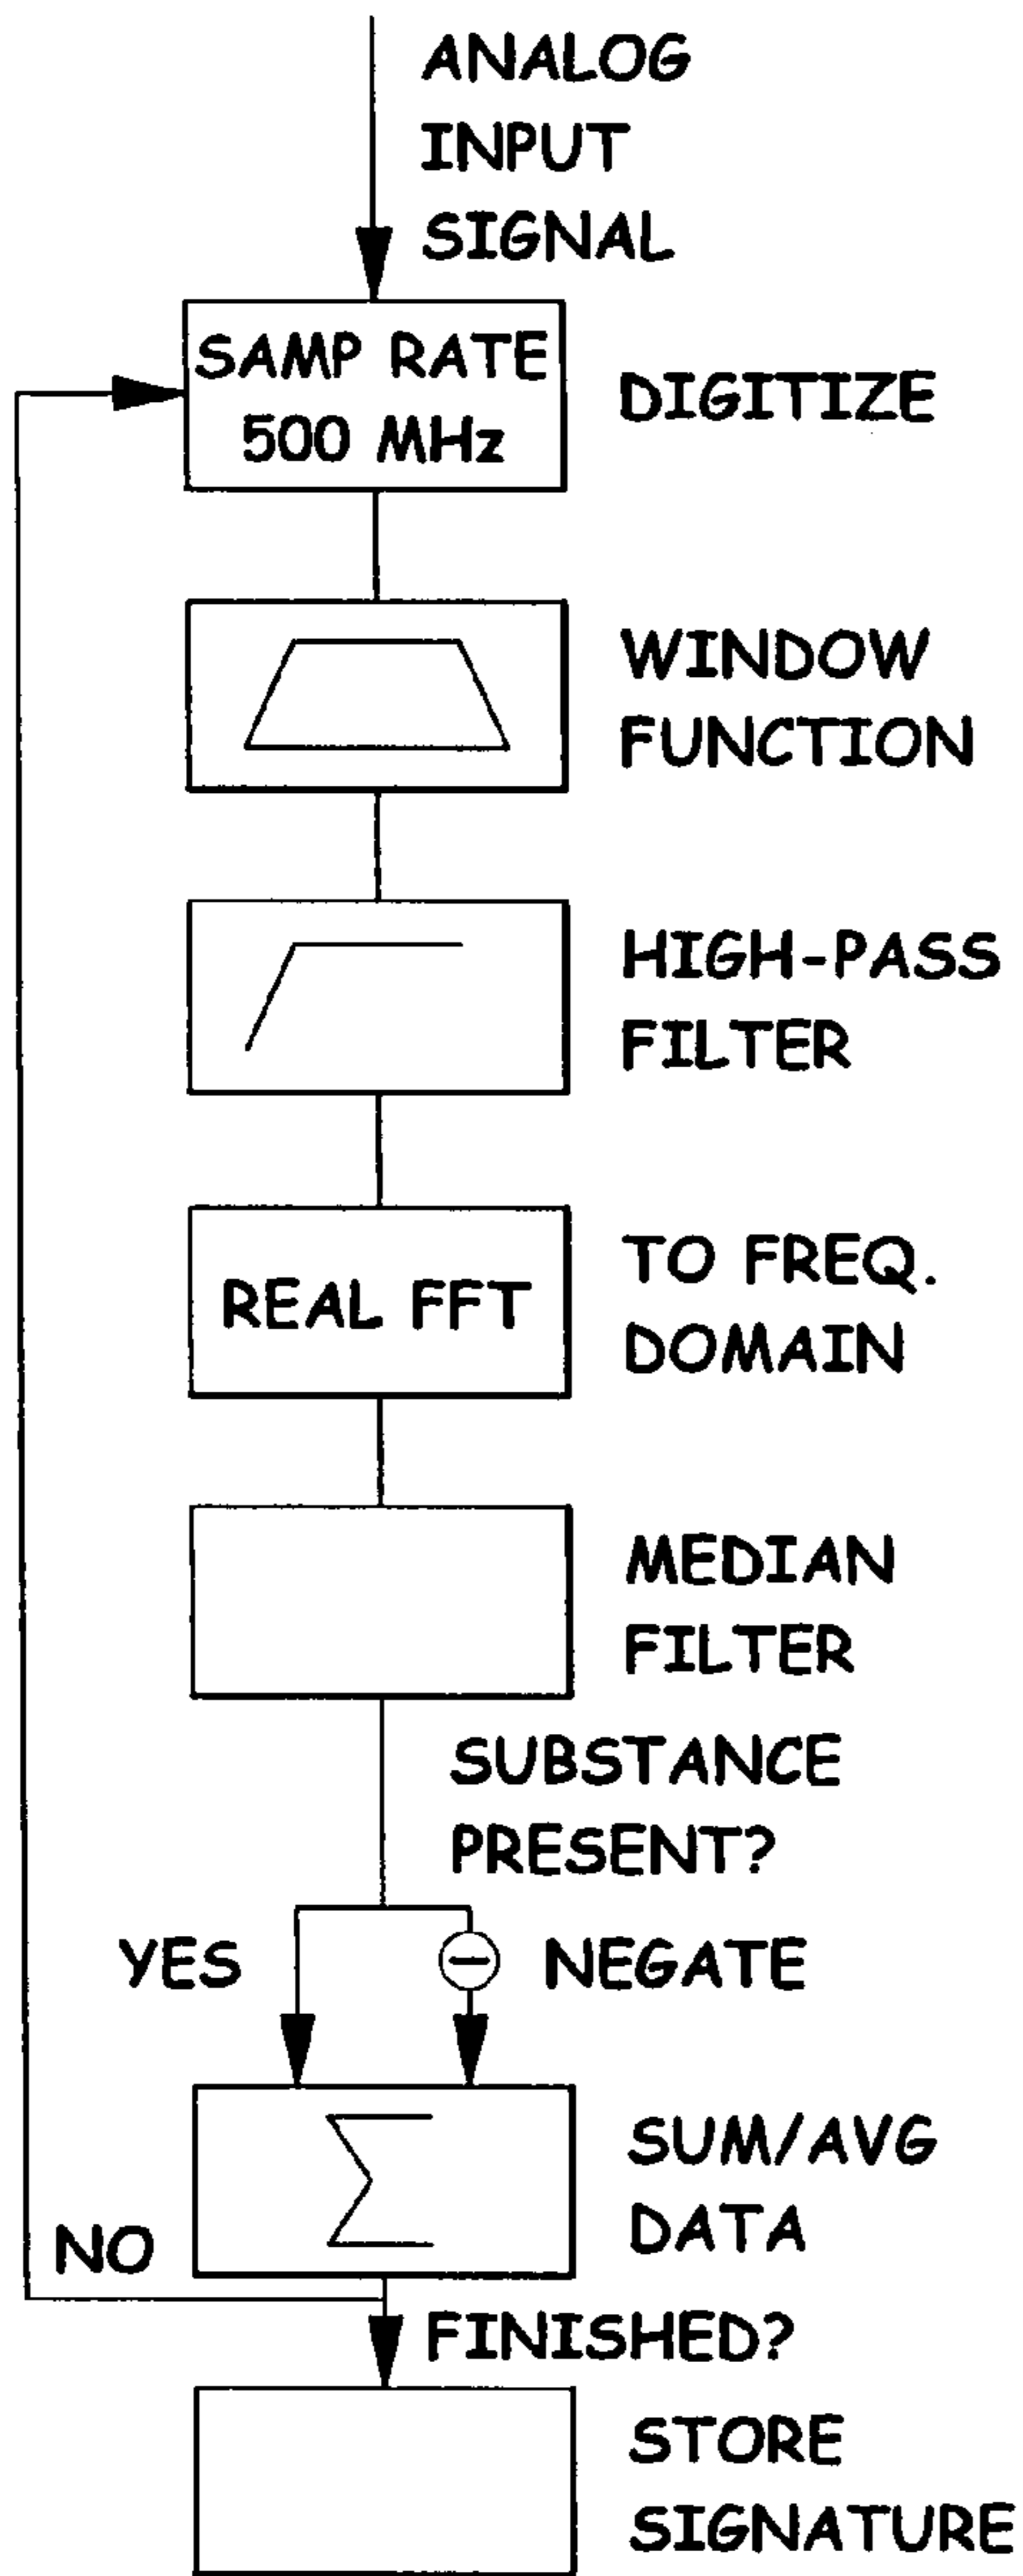 ANALOG
INPUT
SIGNAL
SAMP RATE
500 MHz
DIGITIZE
WINDOW
FUNCTION
HIGH-PASS
FILTER
REAL FFT
TO FREQ.
DOMAIN
MEDIAN
FILTER
SUBSTANCE
PRESENT?
YES
NEGATE
SUM/AVG
DATA
NO
FINISHED?
STORE
SIGNATURE